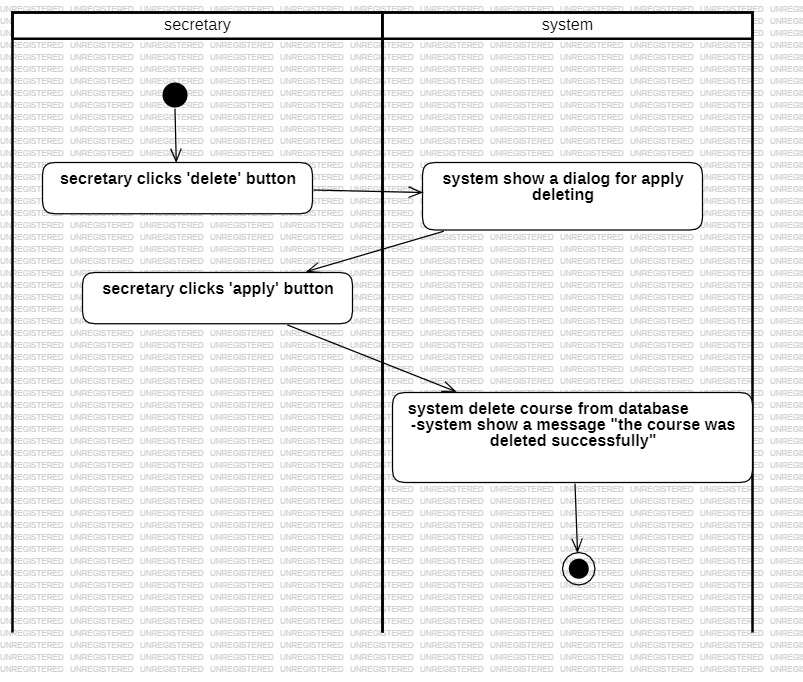 secretary
system
secretary clicks 'delete' button
system show a dialog for apply
deleting
secretary clicks 'apply' button
system delete course from database
-system show a message "the course was
deleted successfully"
UNREGISTERED